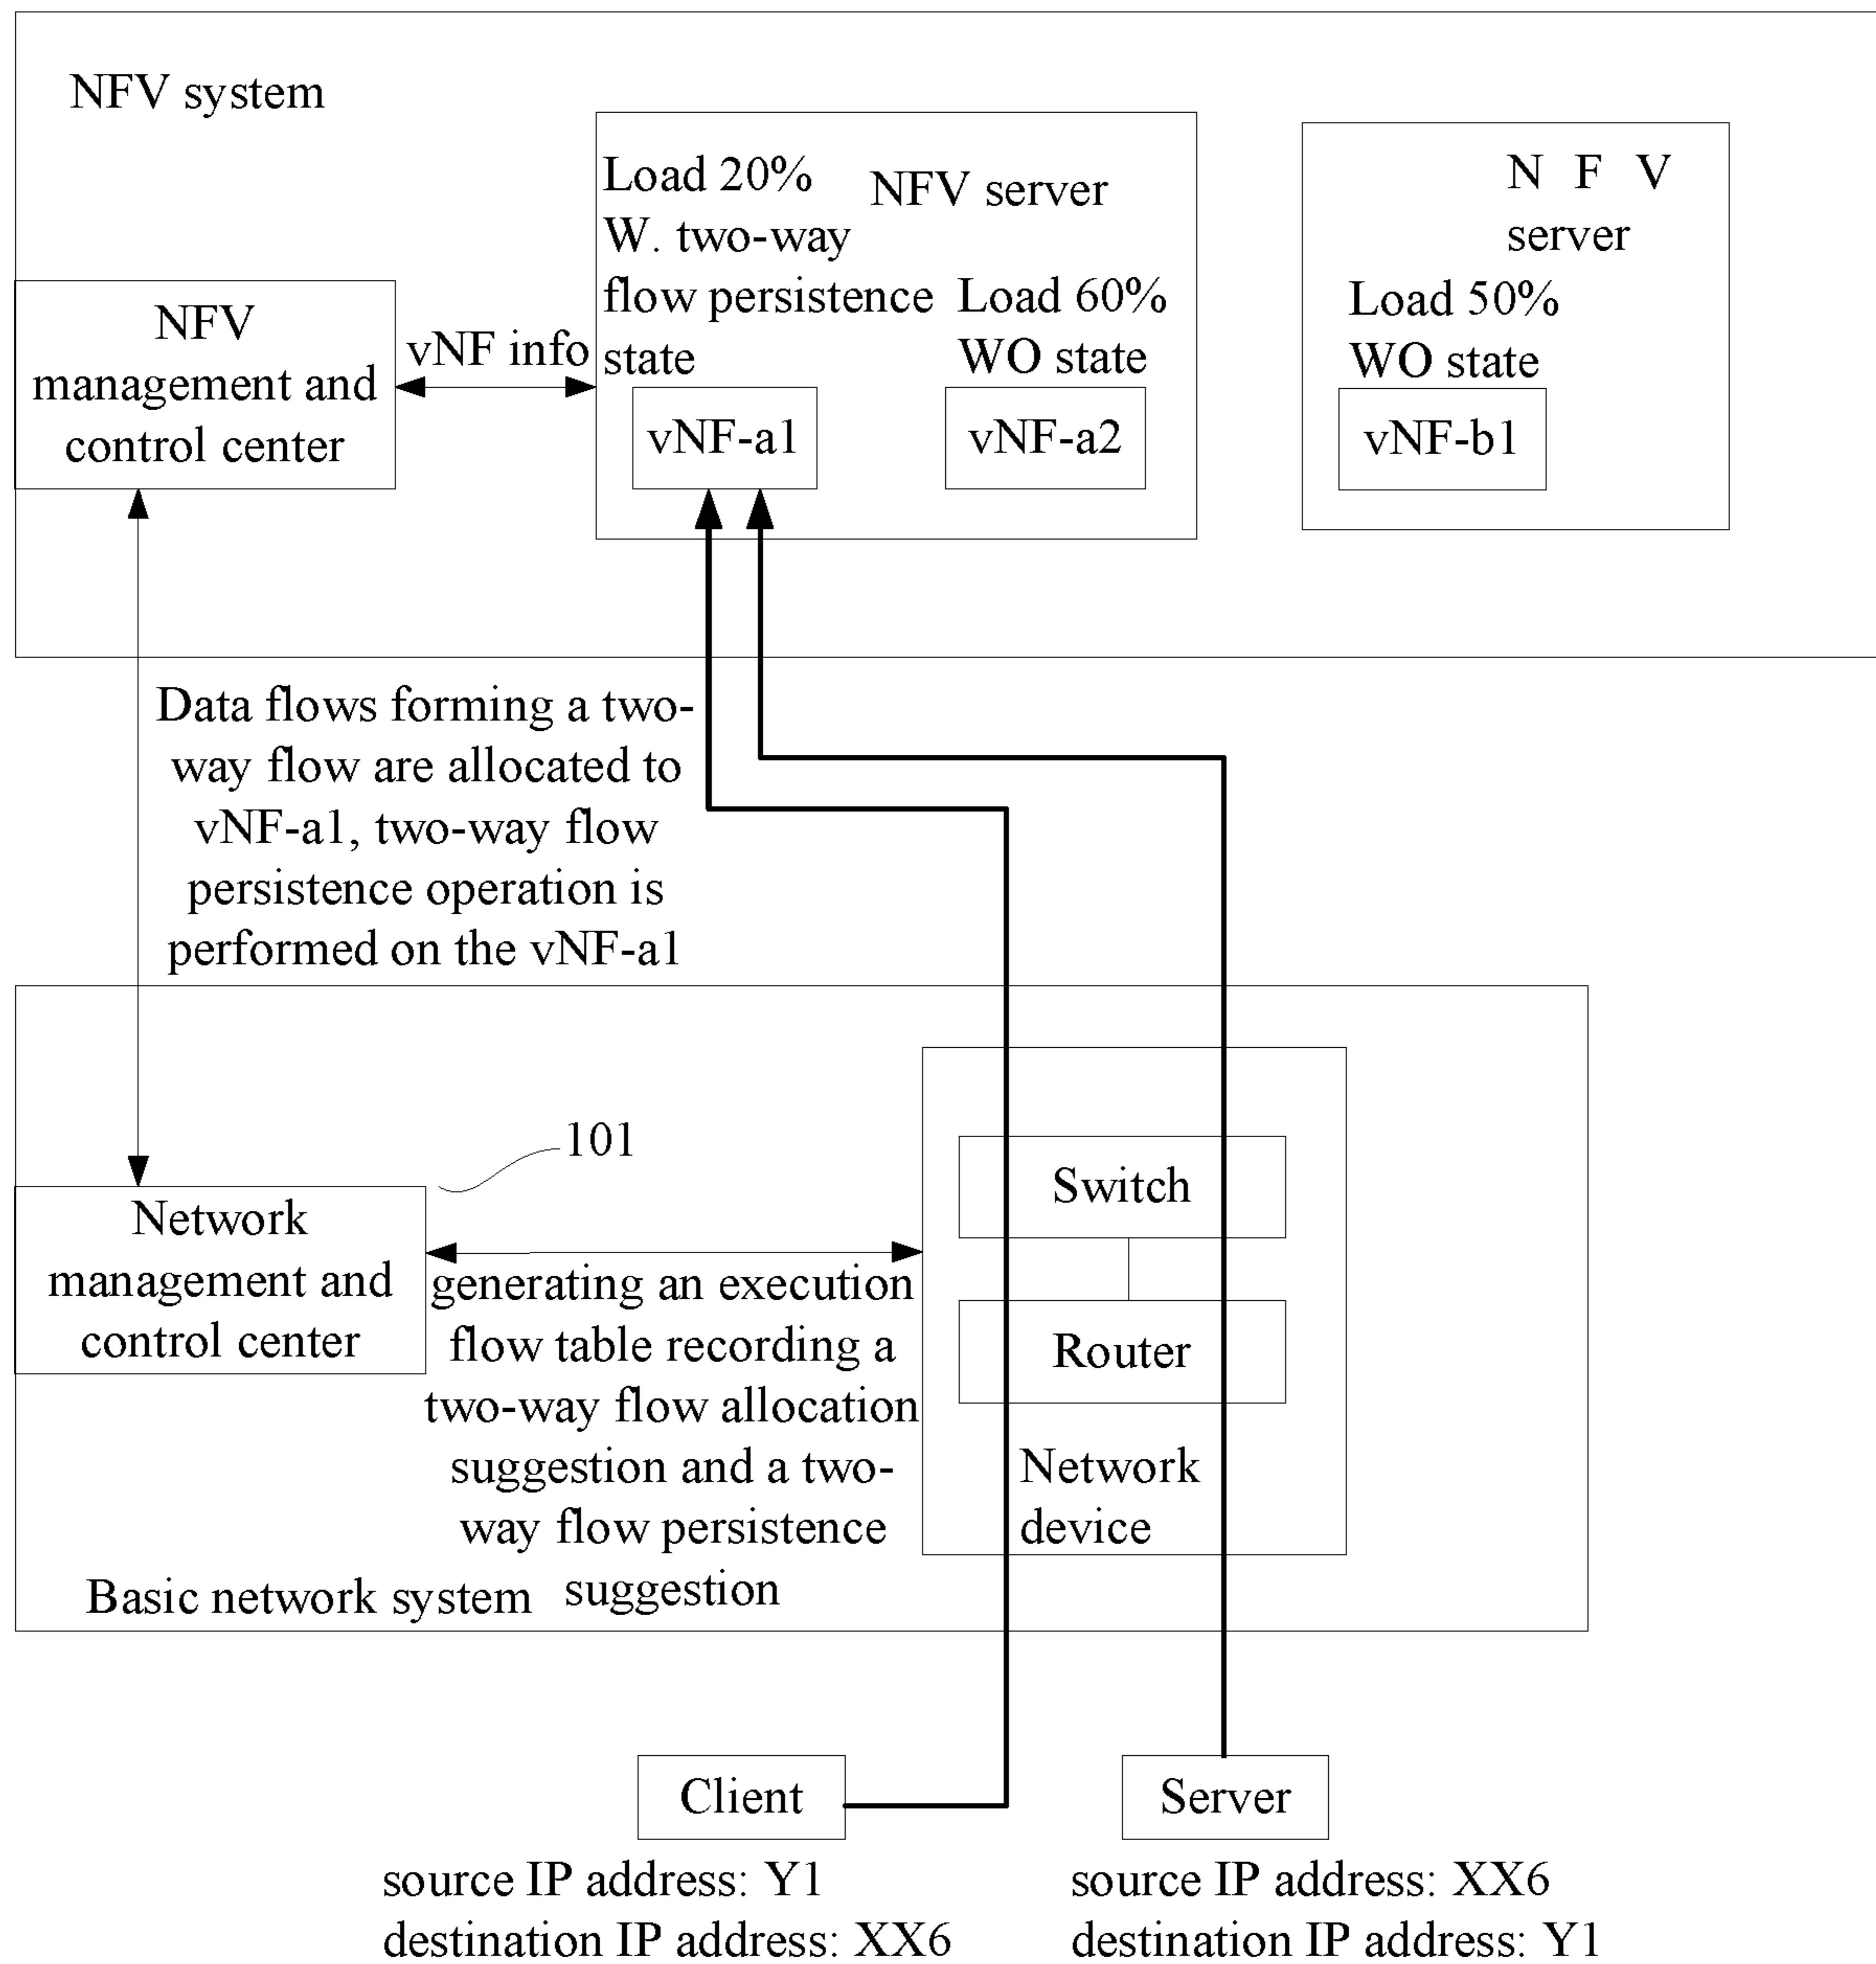 NFV system
Load 20%
W. two-way
flow persistence
state
NFV server
Load 60%
WO state
N F V
server
Load 50%
WO state
NFV
management and
control center
vNF info
vNF-a1
vNF-a2
vNF-b1
Data flows forming a two-
way flow are allocated to
vNF-a1, two-way flow
persistence operation is
performed on the vNF-a1
101
Network
management and
control center
generating an execution
flow table recording a
two-way flow allocation
suggestion and a two-
way flow persistence
suggestion
Switch
Router
Network
device
Basic network system
Client
source IP address: Y1
destination IP address: XX6
Server
source IP address: XX6
destination IP address: Y1